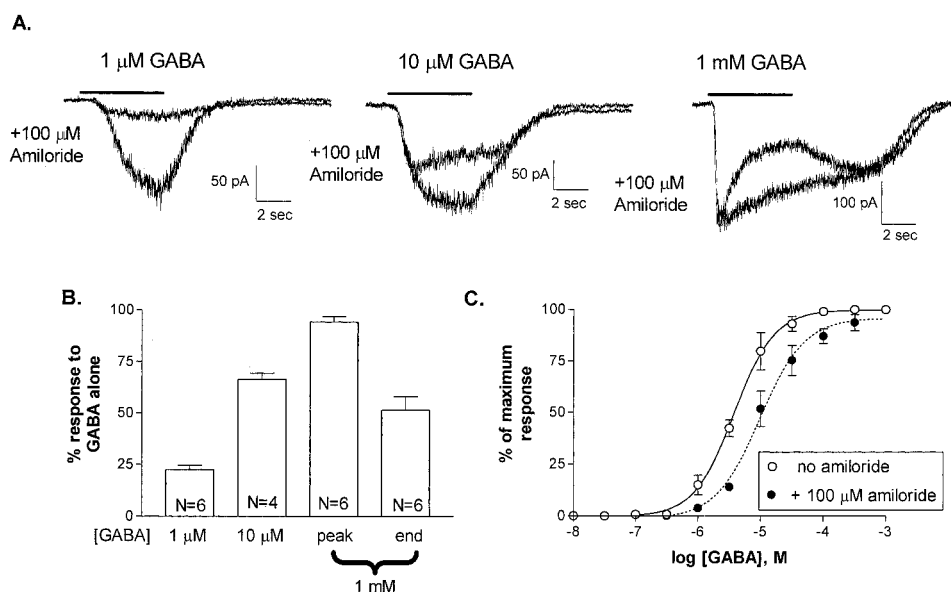 A.
1 μM GABA
10 μM GABA
1 mM GABA
+100 μM
Amiloride
50 pA
2 sec
+100 μM
Amiloride
50 pA
2 sec
+100 μM
Amiloride
100 pA
2 sec
B.
% response to
GABA alone
100
75
50
25
0
N=6
N=4
N=6
N=6
[GABA]
1 μM
10 μM
peak
end
1 mM
C.
% of maximum
response
100
75
50
25
0
no amiloride
+ 100 μM amiloride
-8
-7
-6
-5
-4
-3
log [GABA], M